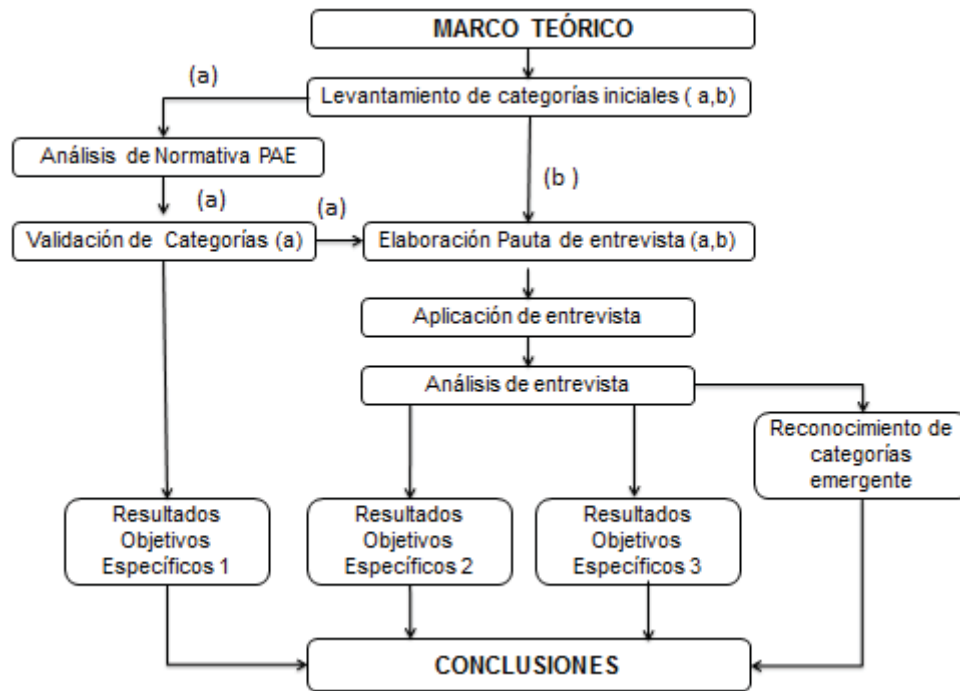 MARCO TEÓRICO
(a)
Levantamiento de categorías iniciales ( a,b)
Análisis de Normativa PAE
(b )
(a)
(a)
Validación de Categorías (a)
Elaboración Pauta de entrevista (a,b)
Aplicación de entrevista
Análisis de entrevista
Reconocimiento de
categorías
emergente
Resultados
Objetivos
Específicos 1
Resultados
Objetivos
Específicos 2
Resultados
Objetivos
Específicos 3
CONCLUSIONES